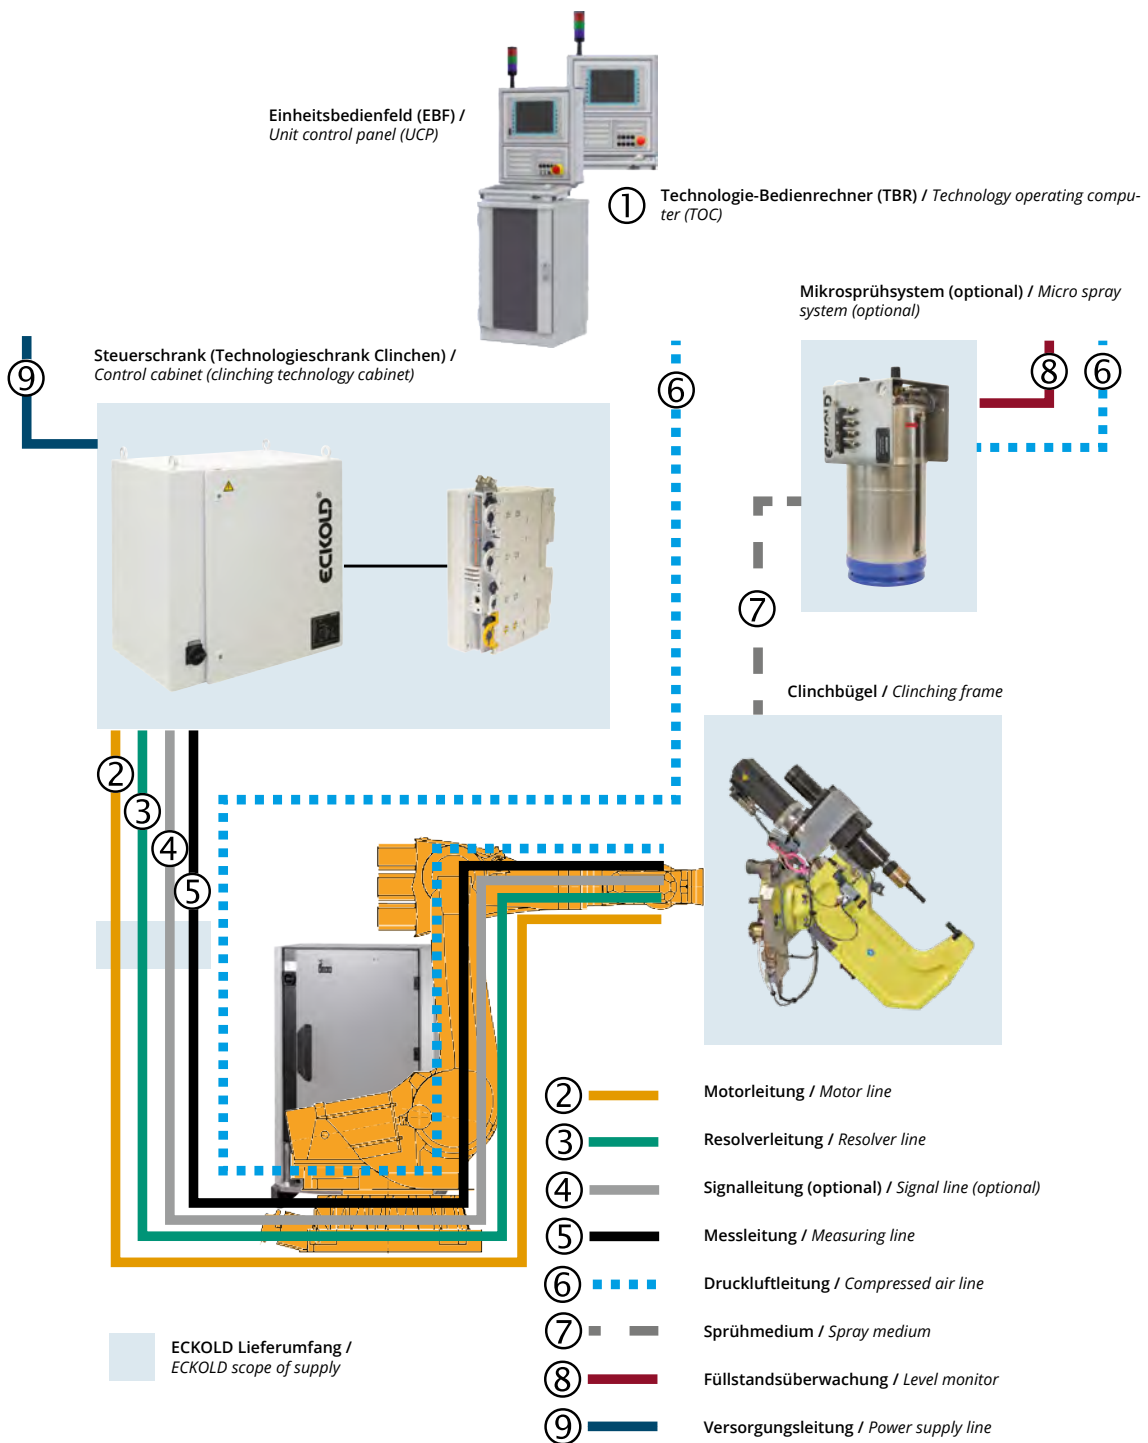 Einheitsbedienfeld (EBF) /
Unit control panel (UCP)
①
Technologie-Bedienrechner (TBR) / Technology operating compu-
ter (TOC)
Mikrosprühsystem (optional) / Micro spray
system (optional)
Steuerschrank (Technologieschrank Clinchen) /
Control cabinet (clinching technology cabinet)
⑨
⑥
⑧
⑥
ECKOLD
ECKOLD®
⑦
Clinchbügel / Clinching frame
②
③
④
⑤
② Motorleitung / Motor line
③ Resolverleitung / Resolver line
④ Signalleitung (optional) / Signal line (optional)
⑤ Messleitung / Measuring line
⑥ Druckluftleitung / Compressed air line
⑦ Sprühmedium / Spray medium
⑧ Füllstandsüberwachung / Level monitor
⑨ Versorgungsleitung / Power supply line
ECKOLD Lieferumfang /
ECKOLD scope of supply